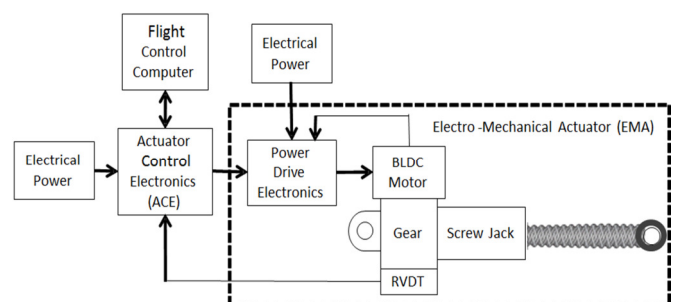 Flight
Control
Computer
Electrical
Power
Electro -Mechanical Actuator (EMA)
Electrical
Power
Actuator
Control
Electronics
(ACE)
Power
Drive
Electronics
BLDC
Motor
Gear
Screw Jack
RVDT